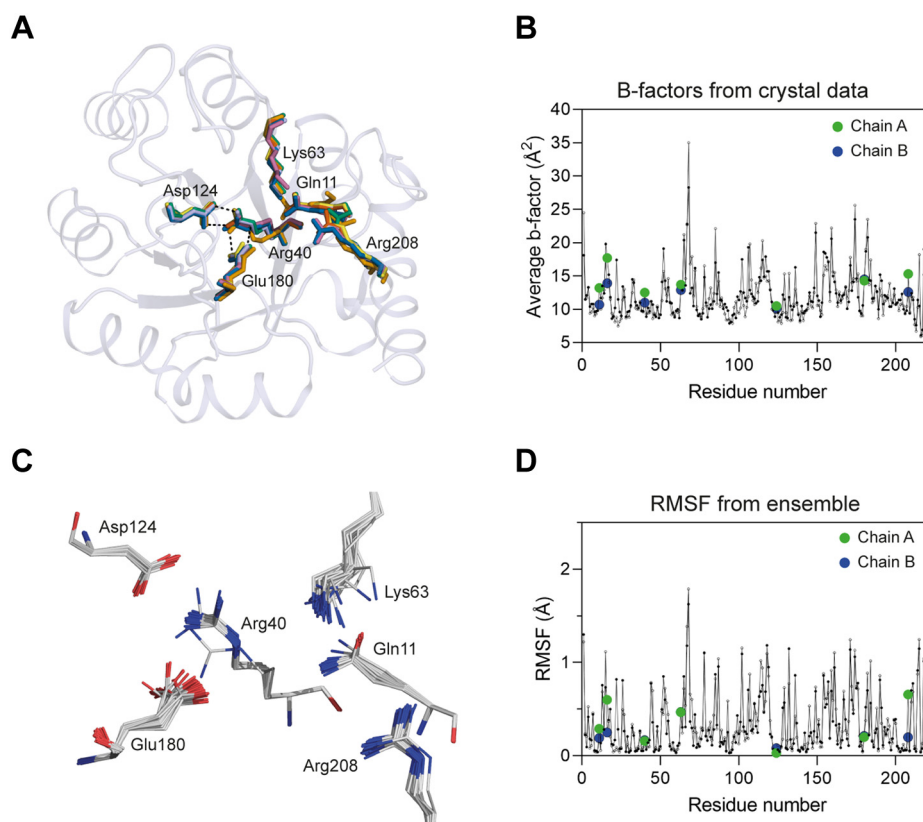 A
Lys63
Gln11
Asp124
Arg40
Arg208
Glu180
B
B-factors from crystal data
Chain A
Chain B
40
35
30
25
20
15
10
5
Average b-factor (Å²)
0 50 100 150 200
Residue number
C
Asp124
Arg40
Lys63
Gln11
Glu180
Arg208
D
RMSF from ensemble
Chain A
Chain B
2
1
0
RMSF (Å)
0 50 100 150 200
Residue number